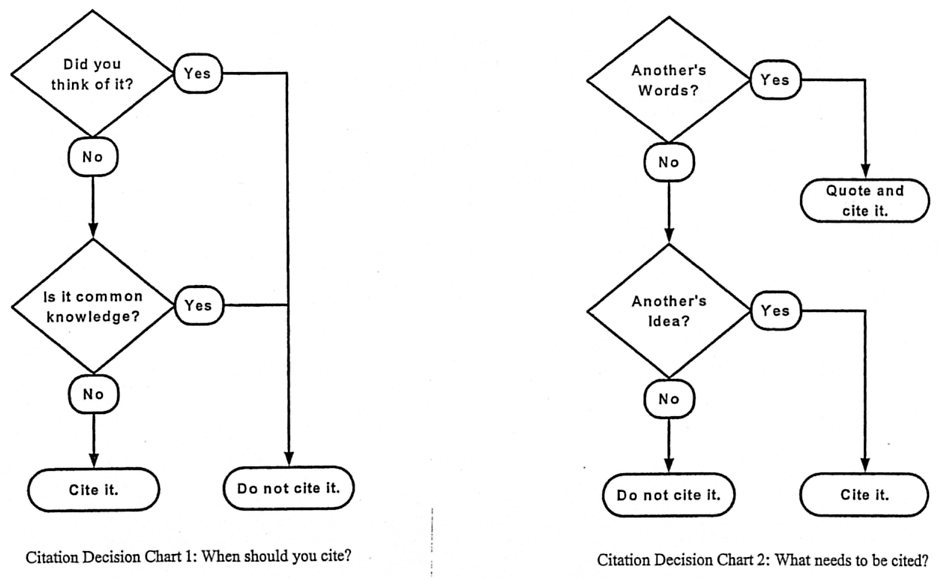 Did you
think of it?
Yes
No
Is it common
knowledge?
Yes
No
Cite it.
Do not cite it.
Citation Decision Chart 1: When should you cite?
Another's
Words?
Yes
No
Quote and
cite it.
Another's
Idea?
Yes
No
Do not cite it.
Cite it.
Citation Decision Chart 2: What needs to be cited?